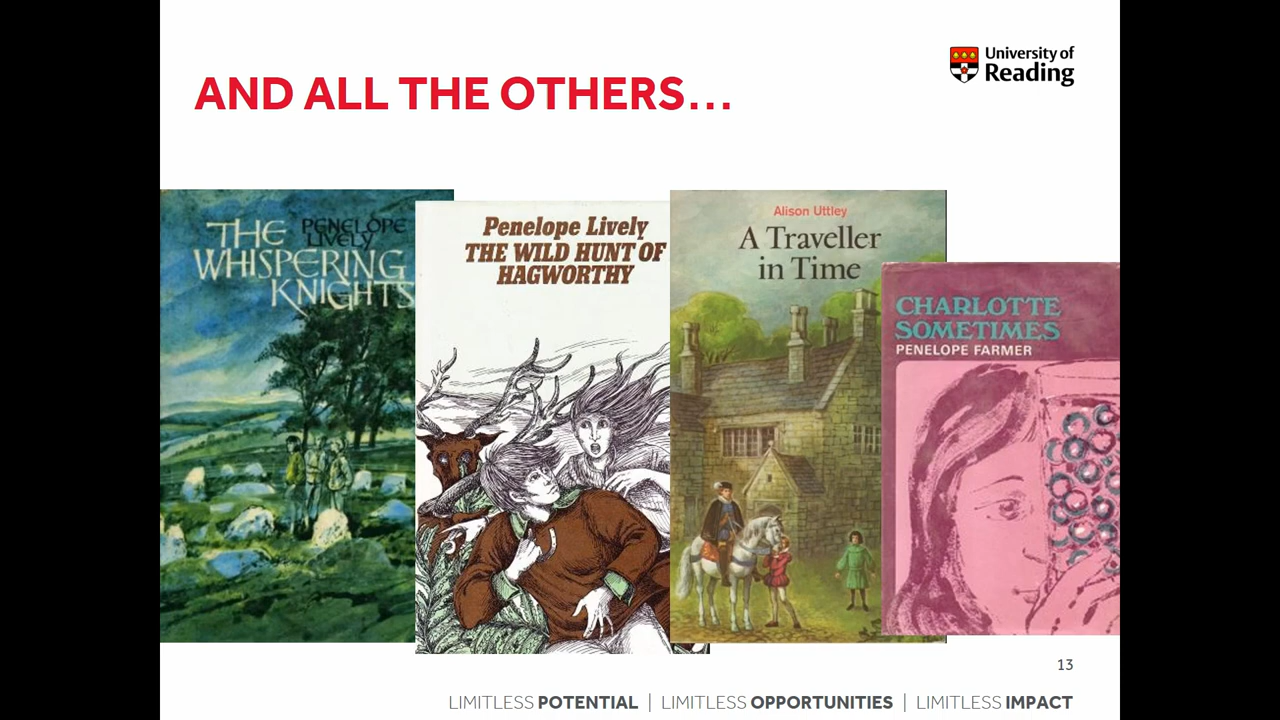 University of
Reading
AND ALL THE OTHERS...
THE
PENELOPE
LIVELY
WHISPERING
KNIGHTS
Penelope Lively
THE WILD HUNT OF
HAGWORTHY
Alison Uttley
A Traveller
in Time
CHARLOTTE
SOMETIMES
PENELOPE FARMER
13
LIMITLESS POTENTIAL | LIMITLESS OPPORTUNITIES | LIMITLESS IMPACT